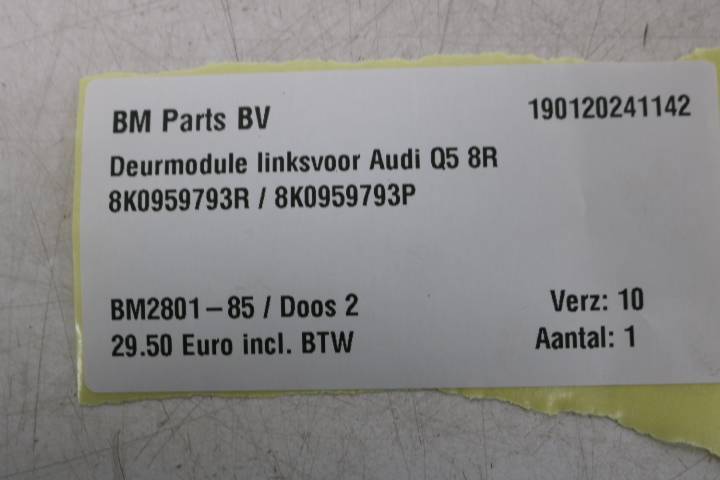 BM Parts BV 190120241142
Deurmodule linksvoor Audi Q5 8R
8K0959793R / 8K0959793P
BM2801-85 / Doos 2 Verz: 10
29.50 Euro incl. BTW Aantal: 1